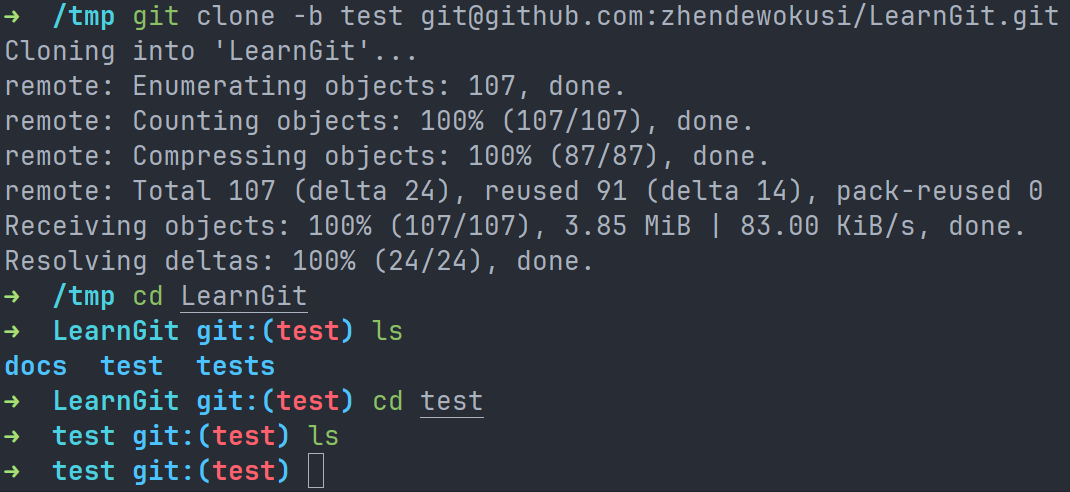 ➜  /tmp git clone -b test git@github.com:zhendewokusi/LearnGit.git
Cloning into 'LearnGit'...
remote: Enumerating objects: 107, done.
remote: Counting objects: 100% (107/107), done.
remote: Compressing objects: 100% (87/87), done.
remote: Total 107 (delta 24), reused 91 (delta 14), pack-reused 0
Receiving objects: 100% (107/107), 3.85 MiB | 83.00 KiB/s, done.
Resolving deltas: 100% (24/24), done.
➜  /tmp cd LearnGit
➜  LearnGit git:(test) ls
docs  test  tests
➜  LearnGit git:(test) cd test
➜  test git:(test) ls
➜  test git:(test)